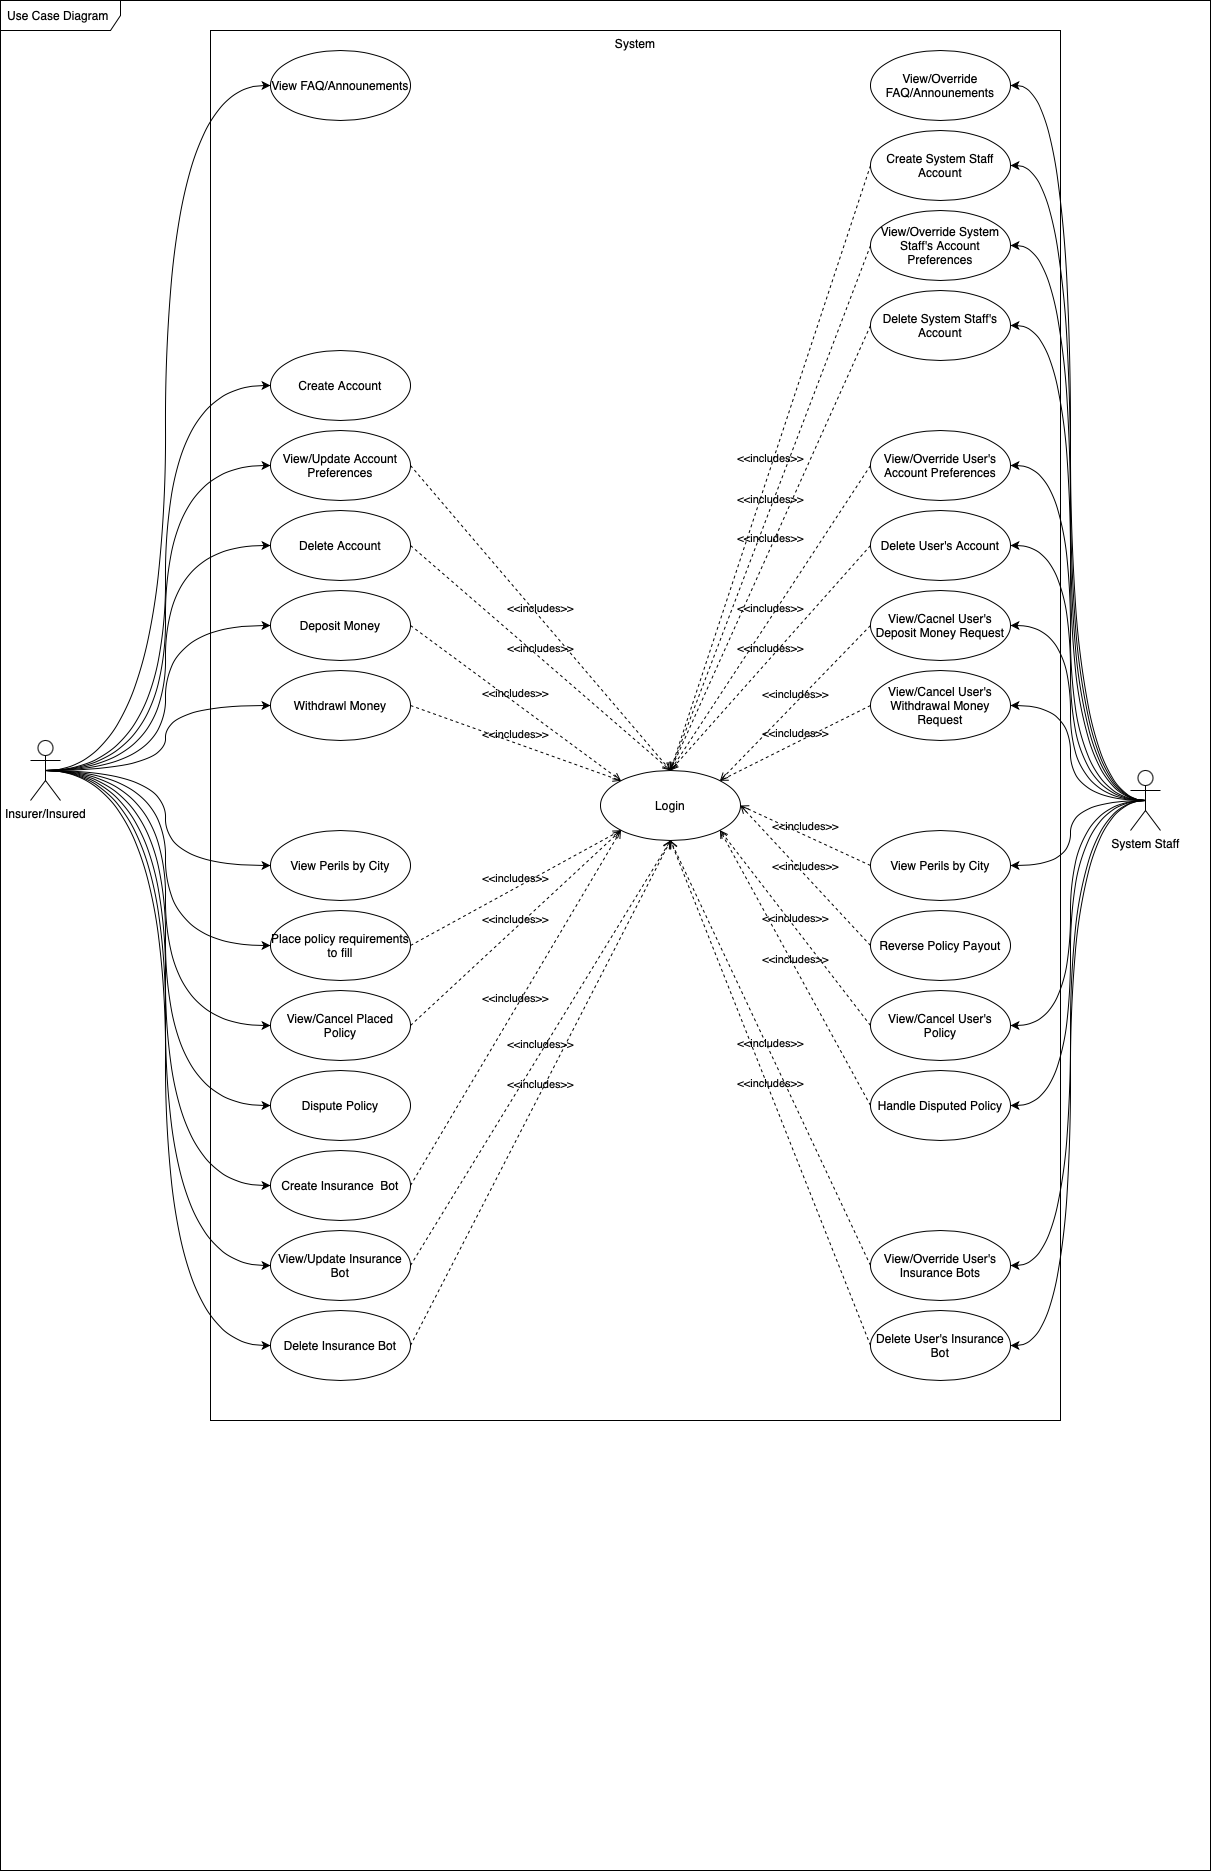 Use Case Diagram
System
View FAQ/Announements
View/Override
FAQ/Announements
Create System Staff
Account
View/Override System
Staff's Account
Preferences
Delete System Staff's
Account
Create Account
View/Update Account
Preferences
<<includes>>
View/Override User's
Account Preferences
<<includes>>
<<includes>>
Delete Account
Delete User's Account
Deposit Money
<<includes>>
<<includes>>
View/Cacnel User's
Deposit Money Request
<<includes>>
<<includes>>
Withdrawl Money
<<includes>>
<<includes>>
View/Cancel User's
Withdrawal Money
Request
<<includes>>
<<includes>>
Insurer/Insured
Login
System Staff
<<includes>>
View Perils by City
View Perils by City
<<includes>>
<<includes>>
Place policy requirements
to fill
<<includes>>
<<includes>>
Reverse Policy Payout
<<includes>>
View/Cancel Placed
Policy
<<includes>>
View/Cancel User's
Policy
<<includes>>
<<includes>>
Dispute Policy
<<includes>>
<<includes>>
Handle Disputed Policy
Create Insurance  Bot
View/Update Insurance
Bot
View/Override User's
Insurance Bots
Delete Insurance Bot
Delete User's Insurance
Bot